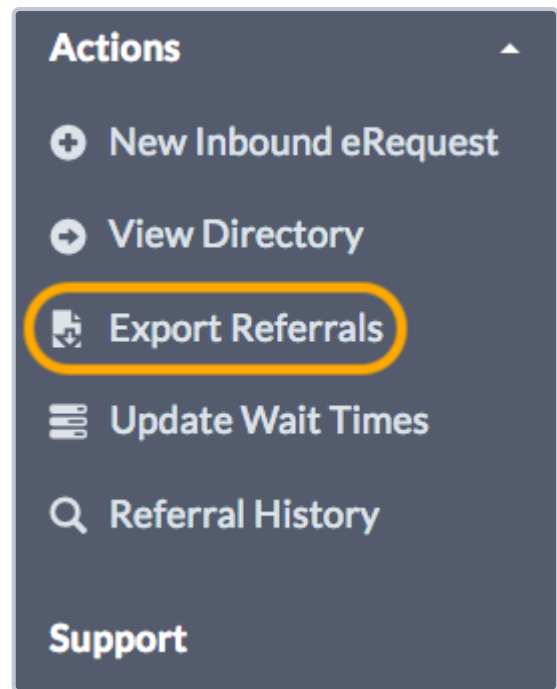 Actions
New Inbound eRequest
View Directory
Export Referrals
Update Wait Times
Referral History
Support